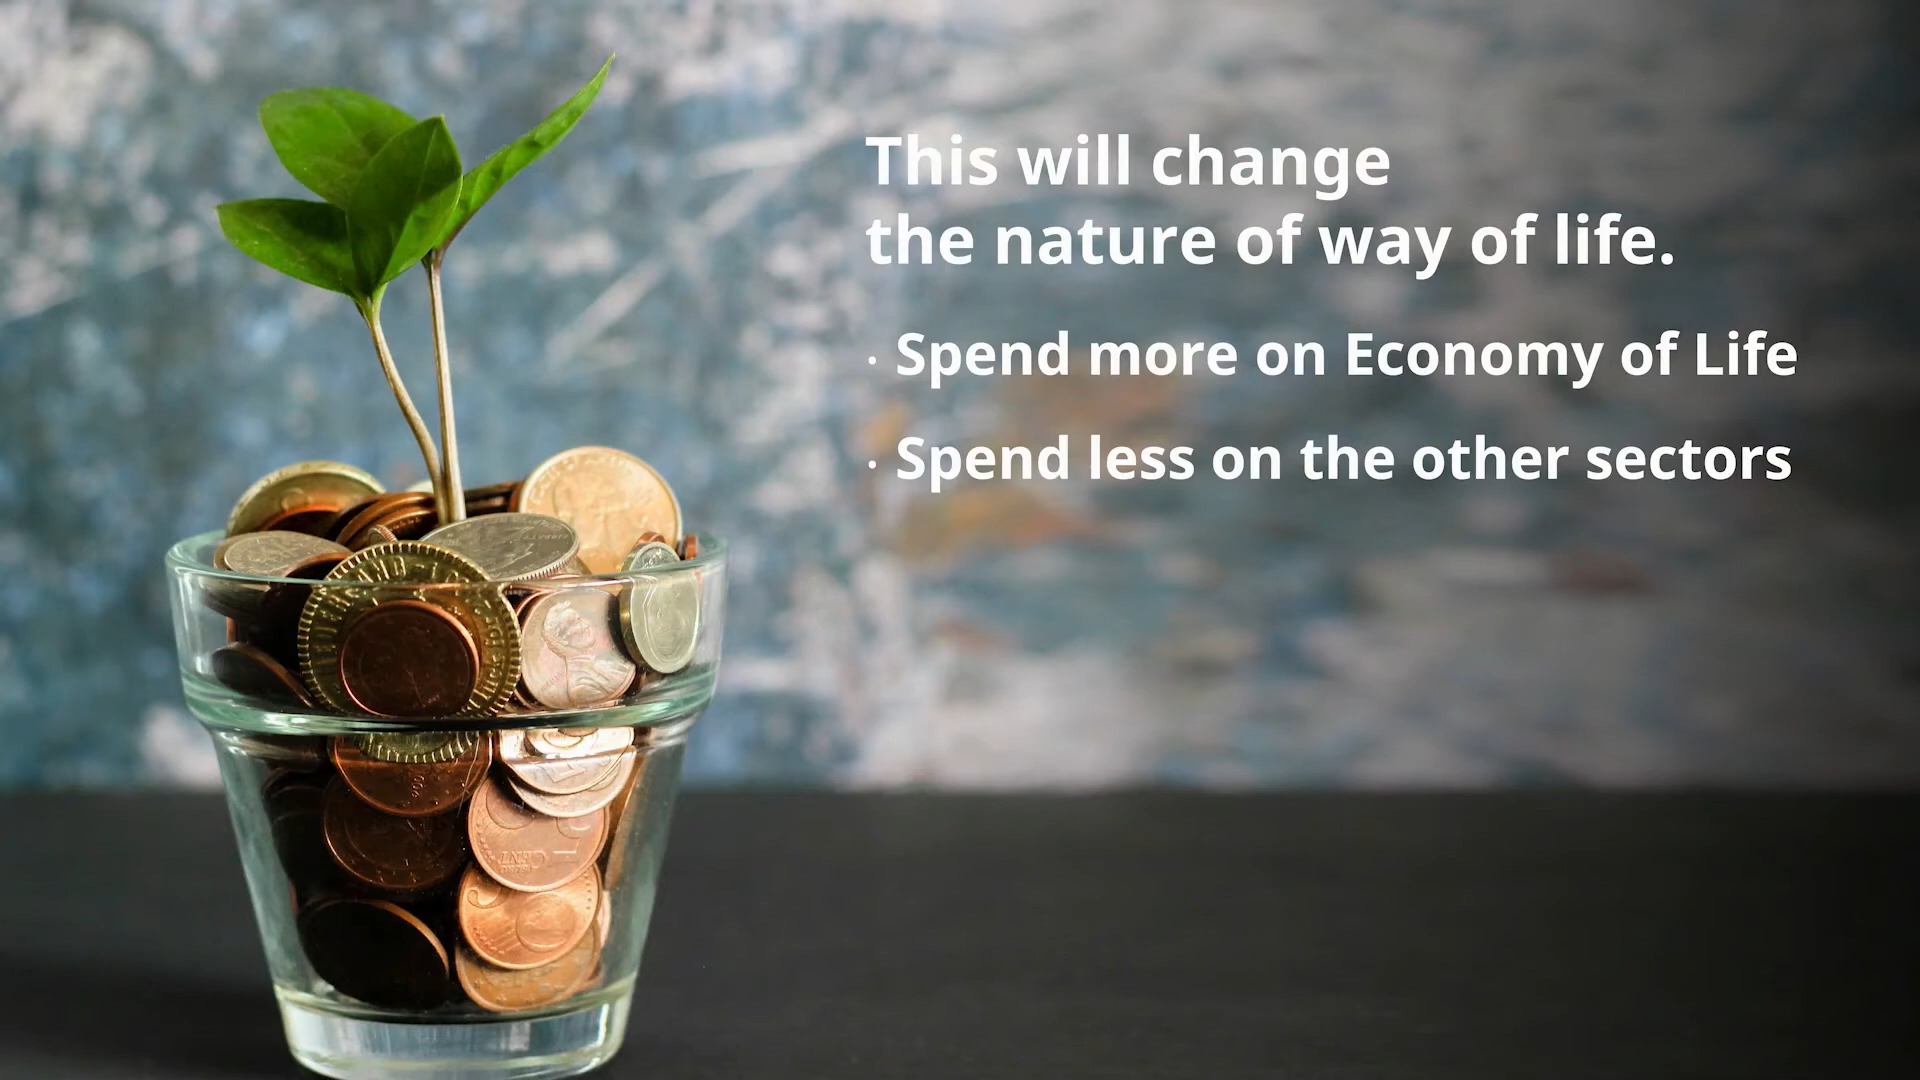 This will change
the nature of way of life.
· Spend more on Economy of Life
· Spend less on the other sectors